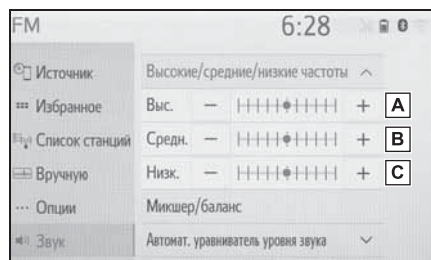 FM 6:28
Источник
Избранное
Список станций
Вручную
Опции
Звук
Высокие/средние/низкие частоты
Выс. − + A
Средн. − + B
Низк. − + C
Микшер/баланс
Автомат. уравниватель уровня звука